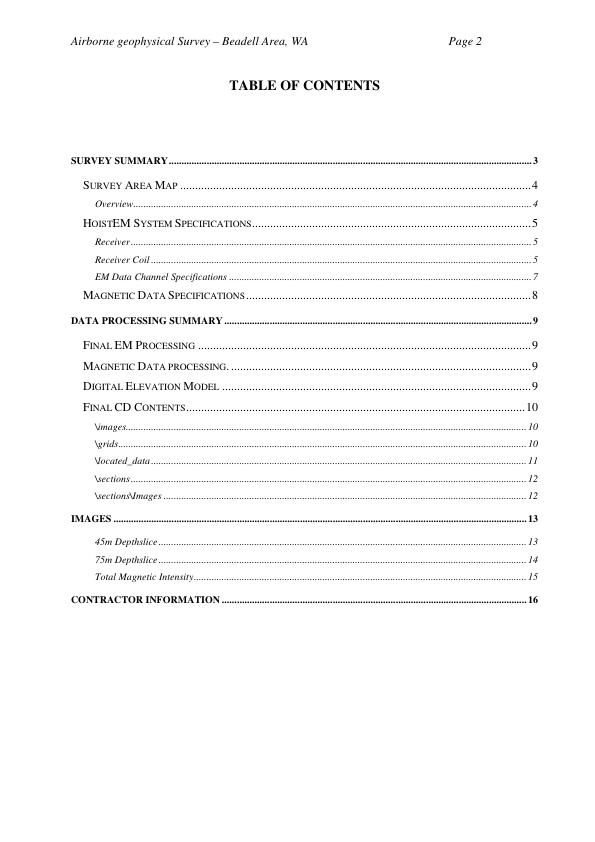 Airborne geophysical Survey – Beadell Area, WA Page 2
TABLE OF CONTENTS
SURVEY SUMMARY 3
SURVEY AREA MAP 4
Overview 4
HOISTEM SYSTEM SPECIFICATIONS 5
Receiver 5
Receiver Coil 5
EM Data Channel Specifications 7
MAGNETIC DATA SPECIFICATIONS 8
DATA PROCESSING SUMMARY 9
FINAL EM PROCESSING 9
MAGNETIC DATA PROCESSING. 9
DIGITAL ELEVATION MODEL 9
FINAL CD CONTENTS 10
\images 10
\grids 10
\located_data 11
\sections 12
\sections\Images 12
IMAGES 13
45m Depthslice 13
75m Depthslice 14
Total Magnetic Intensity 15
CONTRACTOR INFORMATION 16